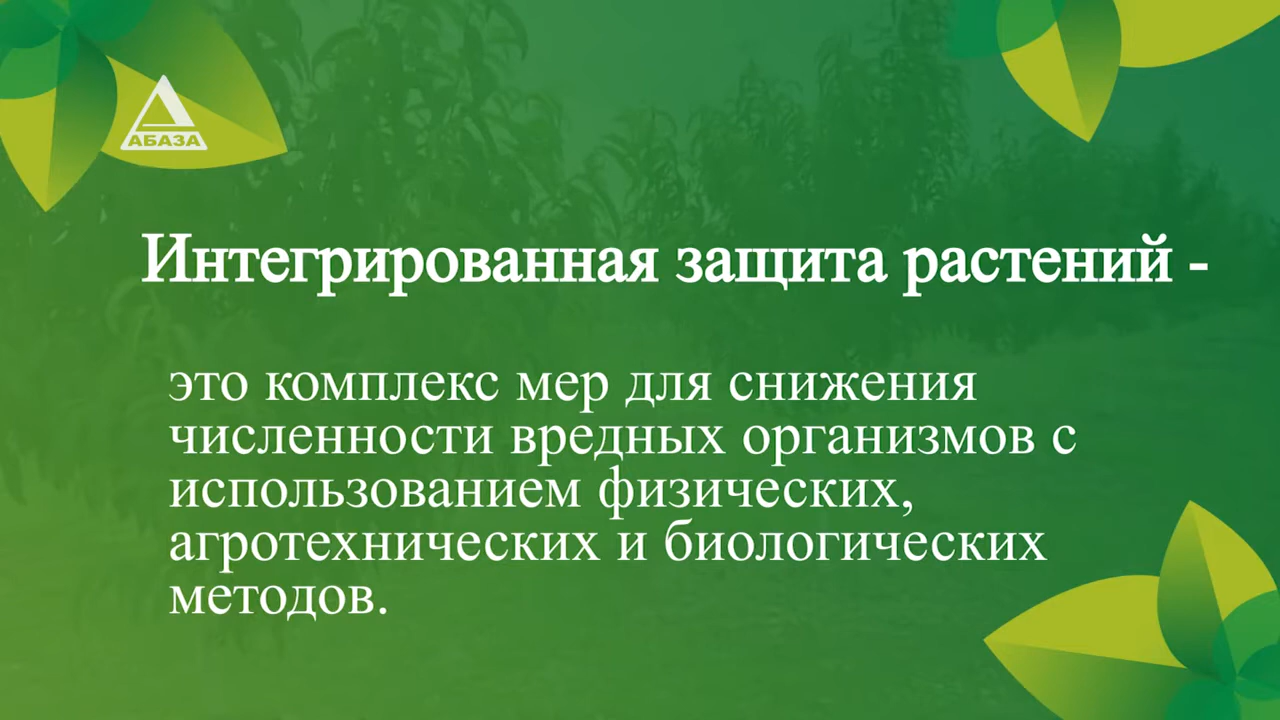 АБАЗА
Интегрированная защита растений -
это комплекс мер для снижения
численности вредных организмов с
использованием физических,
агротехнических и биологических
методов.